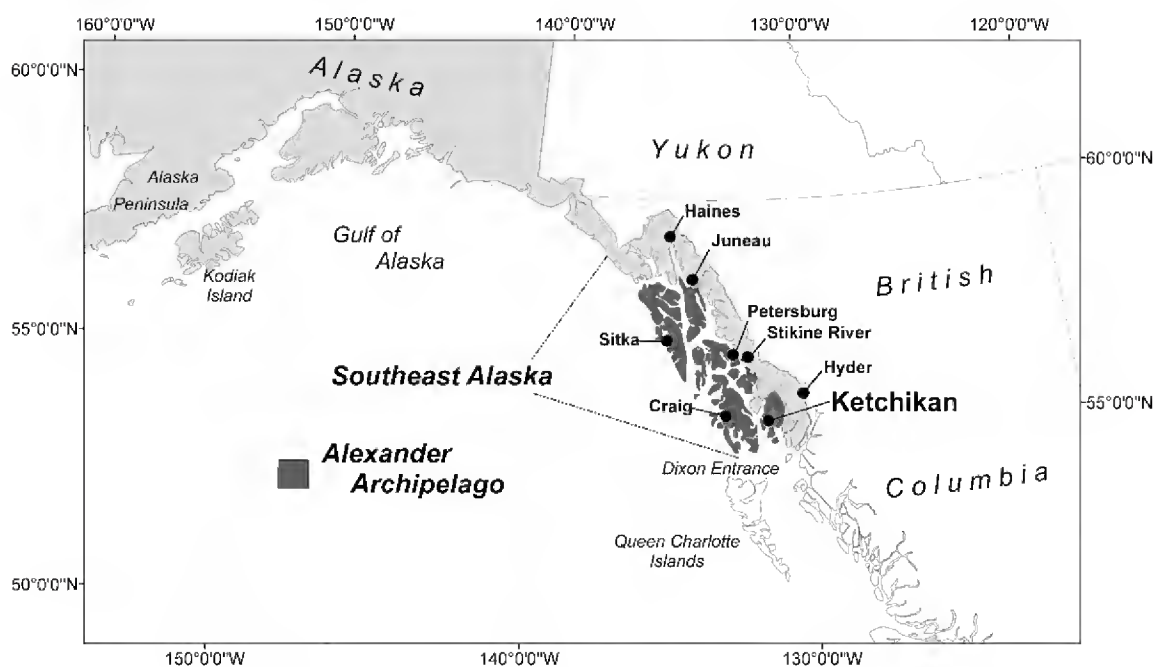 160°0'0"W 150°0'0"W 140°0'0"W 130°0'0"W 120°0'0"W
60°0'0"N
Alaska
Yukon
60°0'0"N
Alaska
Peninsula
Haines
Gulf of
Alaska
Juneau
Kodiak
Island
British
Petersburg
55°0'0"N
Stikine River
Sitka
Hyder
Southeast Alaska
Craig
Ketchikan
55°0'0"N
Alexander
Archipelago
Dixon Entrance
Columbia
Queen Charlotte
Islands
50°0'0"N
150°0'0"W 140°0'0"W 130°0'0"W